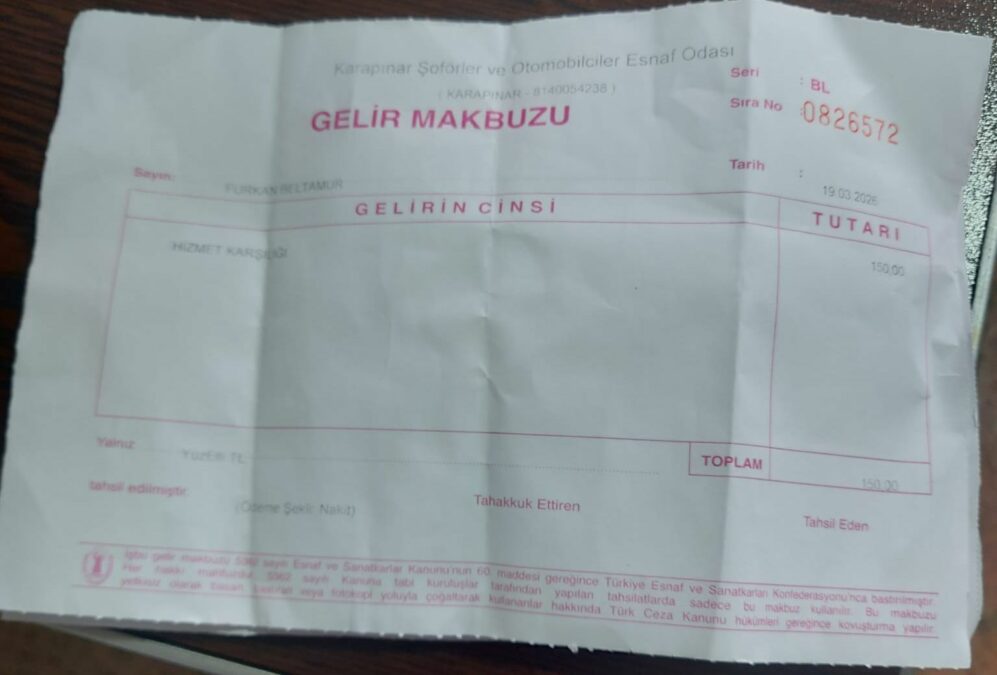 Karapınar Şoförler ve Otomobilciler Esnaf Odası
( KARAPINAR - 8140054238 )
GELİR MAKBUZU
Seri : BL
Sıra No : 0826572
Tarih : 19.03.2026
Sayın: FURKAN BELTAMUR
GELİRİN CİNSİ TUTARI
HİZMET KARŞILIĞI 150,00
Yalnız TL
TOPLAM 150,00
tahsil edilmiştir.
(Ödeme Şekli: Nakit) Tahakkuk Ettiren Tahsil Eden
İşbu gelir makbuzu 5362 sayılı Esnaf ve Sanatkarlar Kanunu'nun 60. maddesi gereğince Türkiye Esnaf ve Sanatkarları Konfederasyonu'nca bastırılmıştır.
Her hakkı mahfuzdur. 5362 sayılı Kanuna tabi kuruluşlar tarafından yapılan tahsilatlarda sadece bu makbuz kullanılır. Bu makbuzu
yetkisiz olarak basan, bastıran veya fotokopi yoluyla çoğaltarak kullananlar hakkında Türk Ceza Kanunu hükümleri gereğince kovuşturma yapılır.